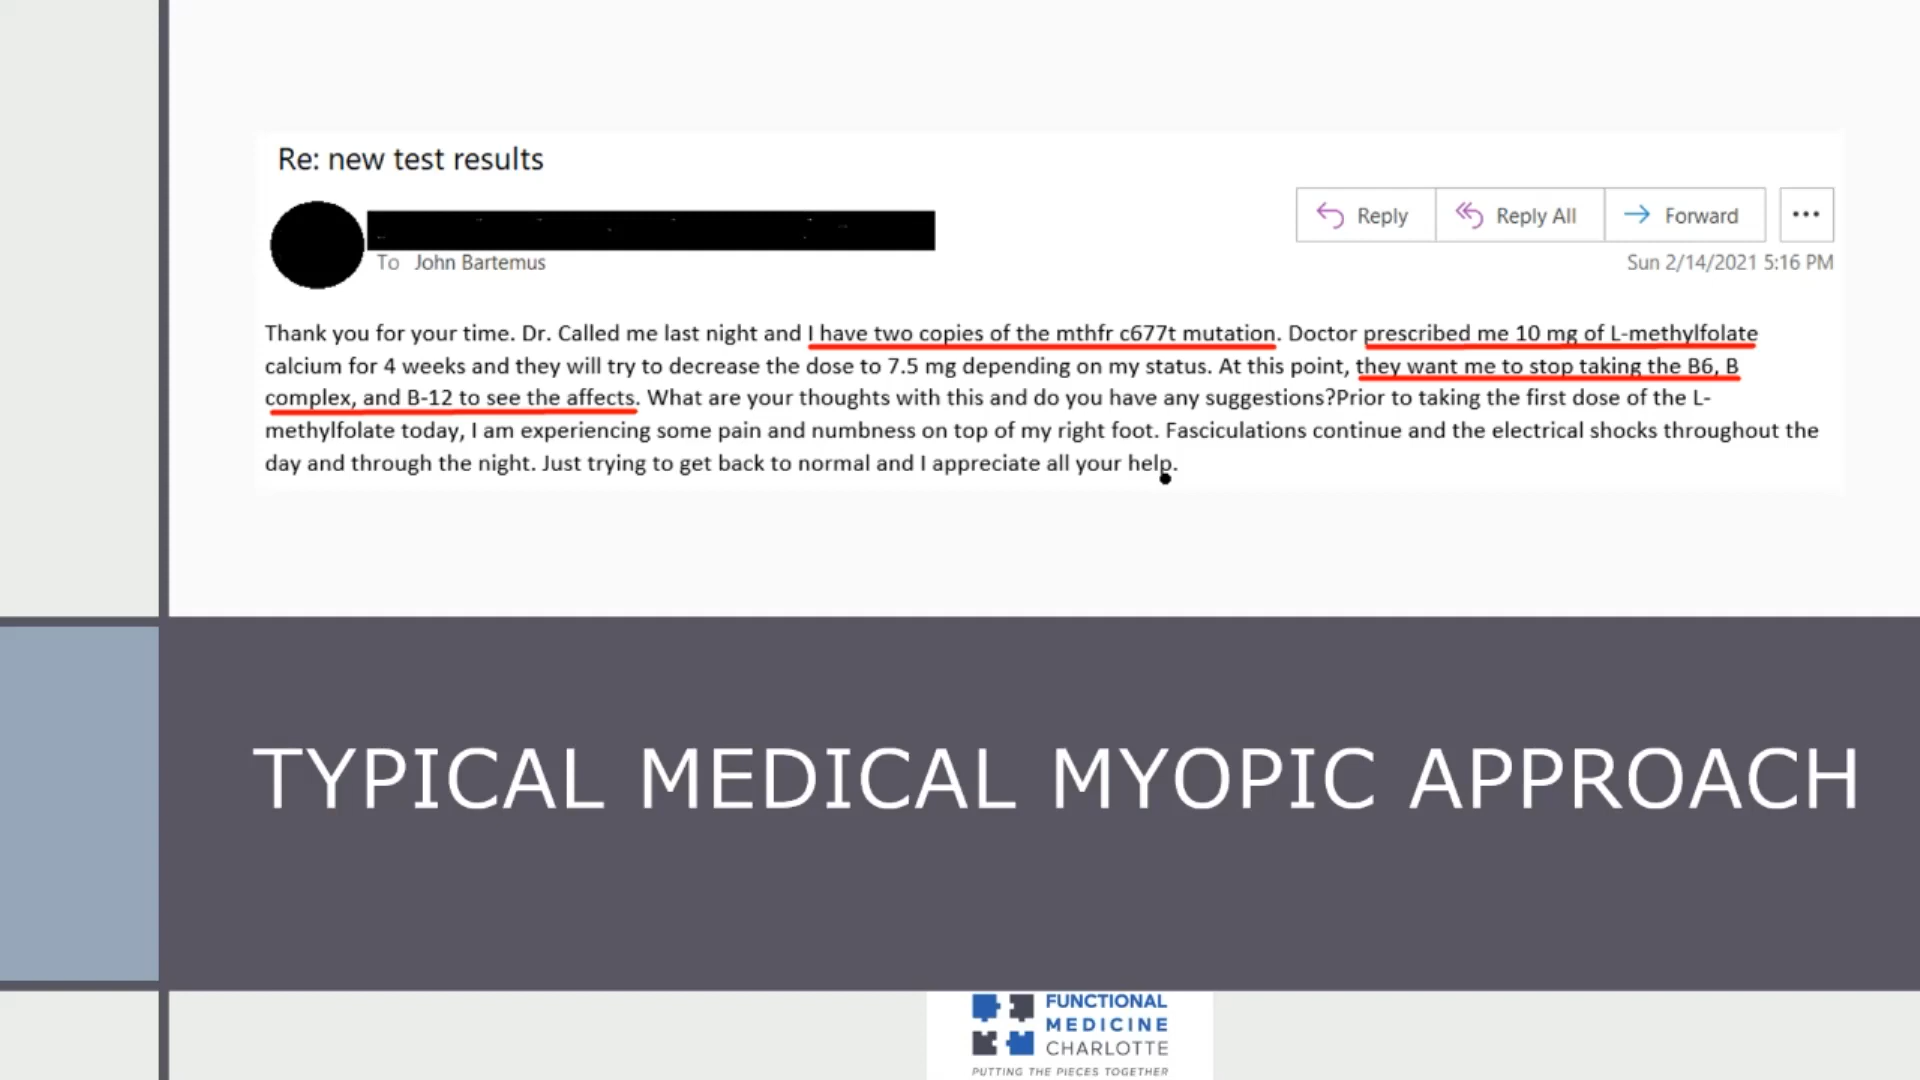 Re: new test results
Reply
Reply All
Forward
To John Bartemus
Sun 2/14/2021 5:16 PM
Thank you for your time. Dr. Called me last night and I have two copies of the mthfr c677t mutation. Doctor prescribed me 10 mg of L-methylfolate
calcium for 4 weeks and they will try to decrease the dose to 7.5 mg depending on my status. At this point, they want me to stop taking the B6, B
complex, and B-12 to see the affects. What are your thoughts with this and do you have any suggestions?Prior to taking the first dose of the L-
methylfolate today, I am experiencing some pain and numbness on top of my right foot. Fasciculations continue and the electrical shocks throughout the
day and through the night. Just trying to get back to normal and I appreciate all your help.
TYPICAL MEDICAL MYOPIC APPROACH
FUNCTIONAL
MEDICINE
CHARLOTTE
PUTTING THE PIECES TOGETHER